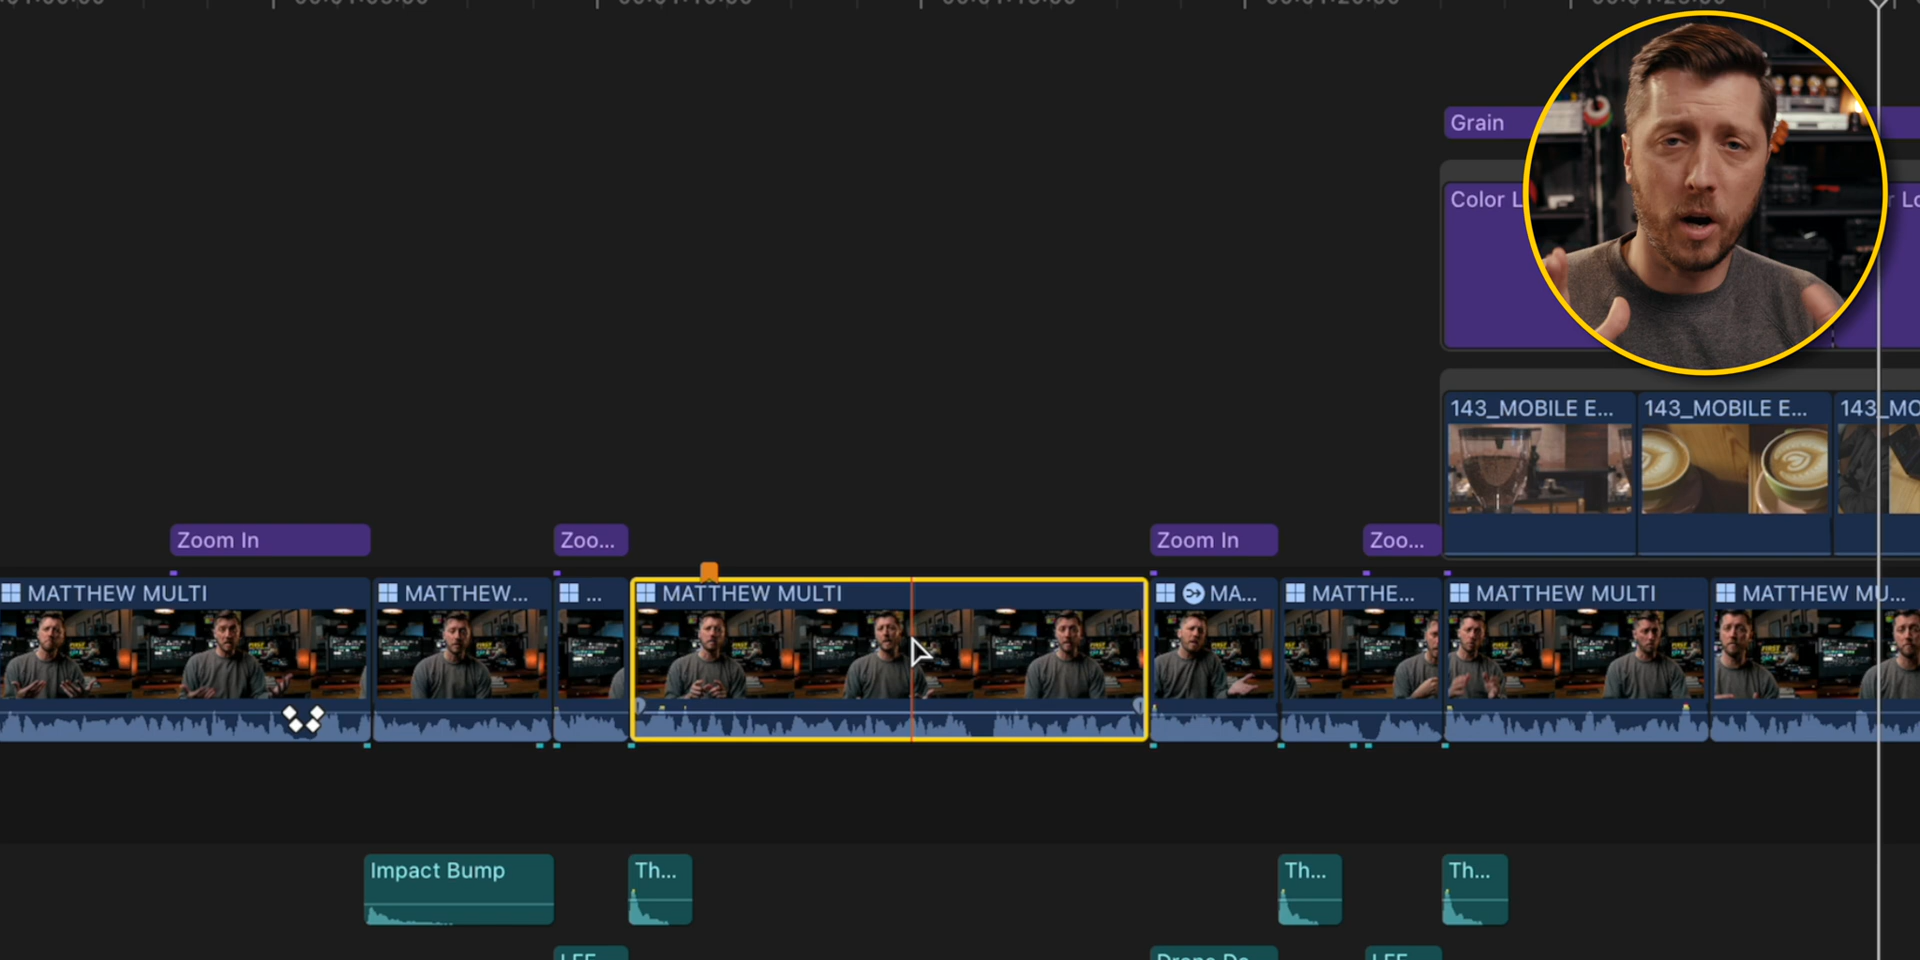 Grain
Color L
r Lo
143_MOBILE E...
143_MOBILE E...
143_MO
Zoom In
Zoo...
Zoom In
Zoo...
MATTHEW MULTI
MATTHEW...
...
MATTHEW MULTI
MA...
MATTHE...
MATTHEW MULTI
MATTHEW MU...
Impact Bump
Th...
Th...
Th...